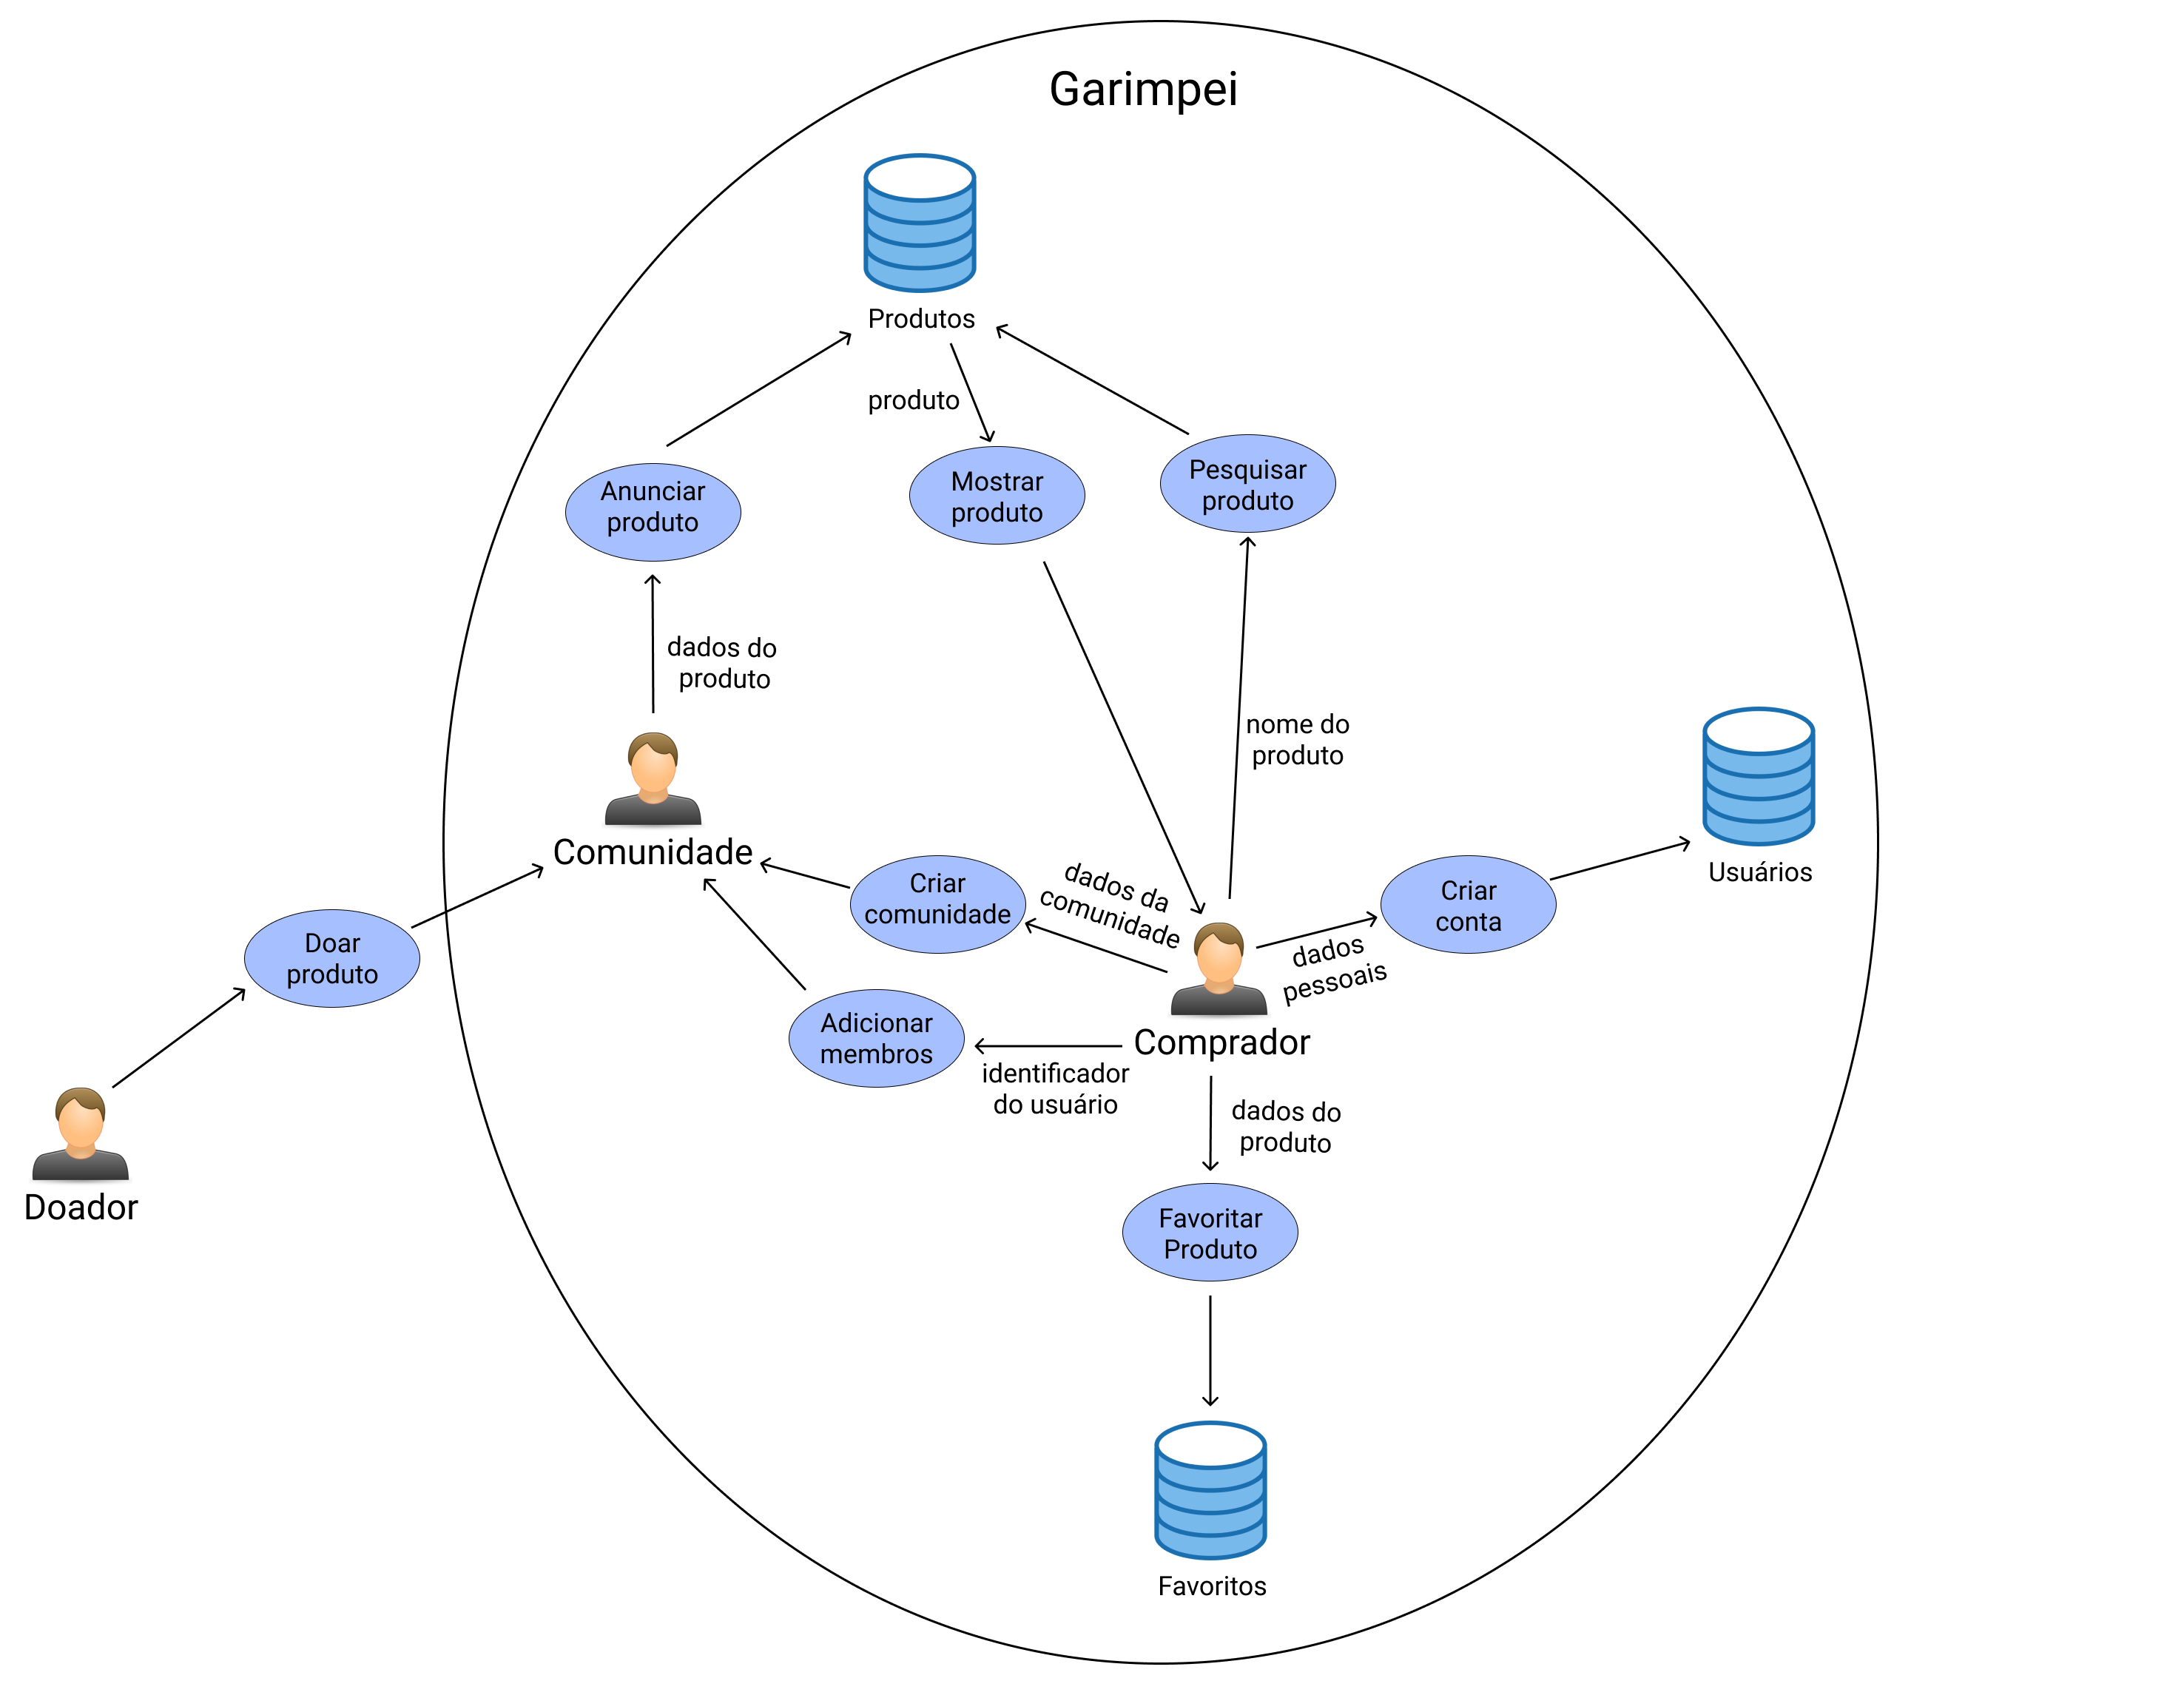 Garimpei
Produtos
produto
Anunciar
produto
Mostrar
produto
Pesquisar
produto
dados do
produto
nome do
produto
Comunidade
Usuários
Criar
comunidade
dados da
comunidade
Criar
conta
dados
pessoais
Doar
produto
Adicionar
membros
Comprador
identificador
do usuário
dados do
produto
Doador
Favoritar
Produto
Favoritos